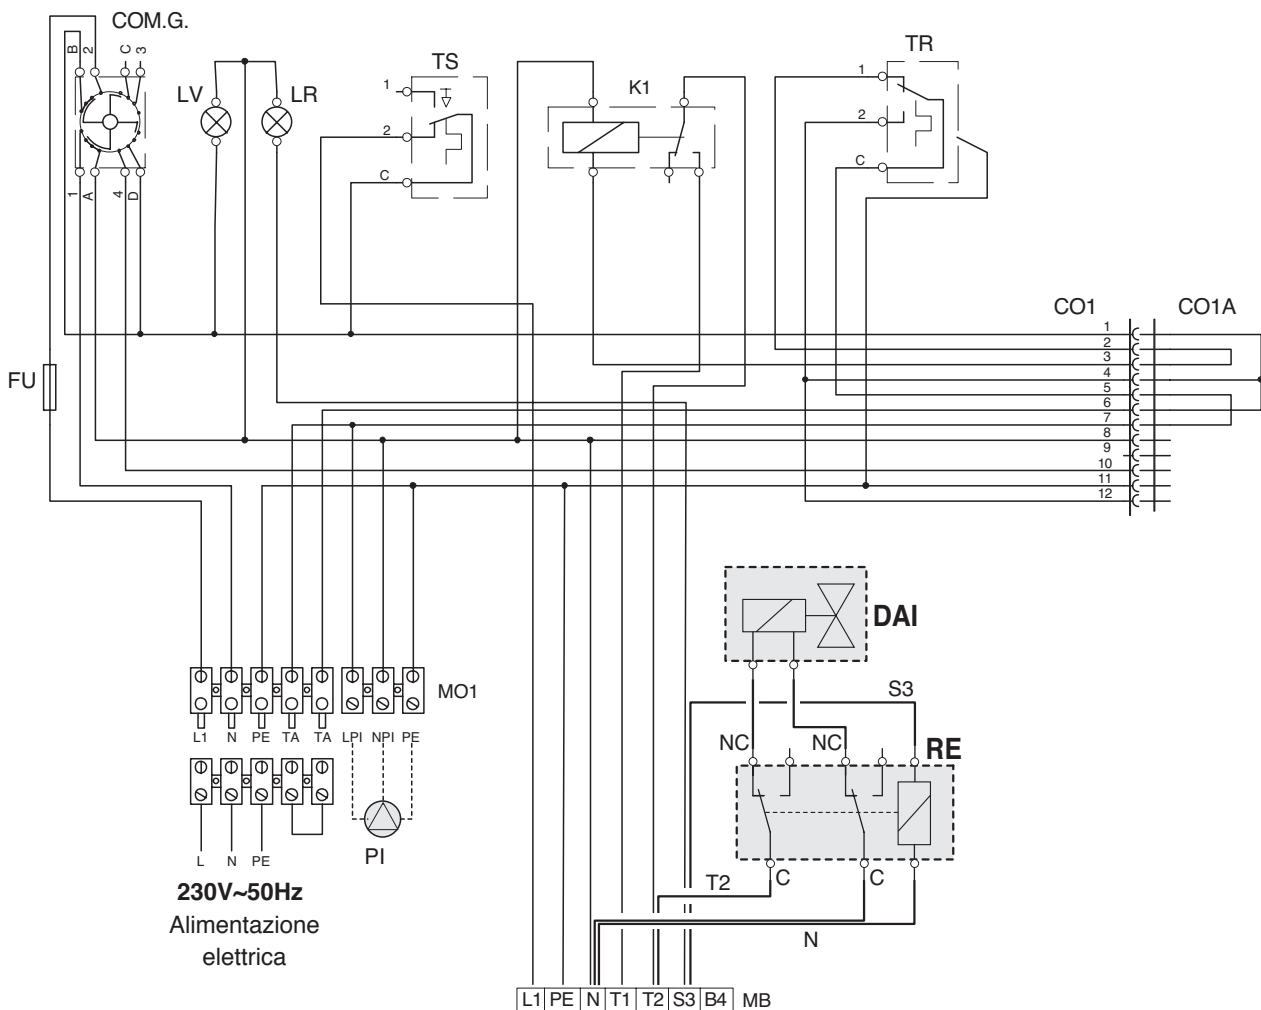 COM.G.
B 2 C 3
1 A 4 D
LV LR
TS
1
2
C
K1
TR
1
2
C
CO1 CO1A
1
2
3
4
5
6
7
8
9
10
11
12
FU
MO1
L1 N PE TA TA LPI NPI PE
L N PE
PI
230V~50Hz
Alimentazione
elettrica
DAI
S3
NC NC RE
T2 C C
N
L1 PE N T1 T2 S3 B4 MB